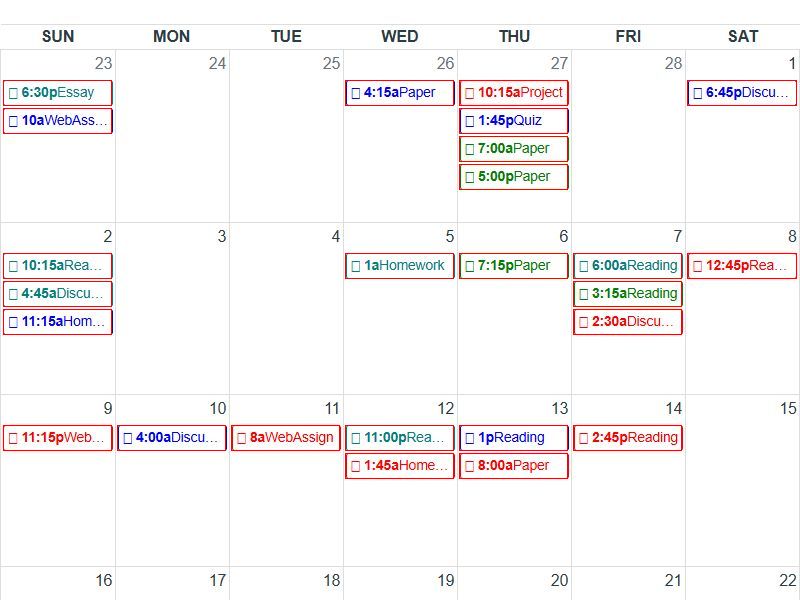 SUN MON TUE WED THU FRI SAT
23 24 25 26 27 28 1
6:30pEssay 4:15aPaper 10:15aProject 6:45pDiscu...
10aWebAss... 1:45pQuiz
7:00aPaper
5:00pPaper
2 3 4 5 6 7 8
10:15aRea... 1aHomework 7:15pPaper 6:00aReading 12:45pRea...
4:45aDiscu... 3:15aReading
11:15aHom... 2:30aDiscu...
9 10 11 12 13 14 15
11:15pWeb... 4:00aDiscu... 8aWebAssign 11:00pRea... 1pReading 2:45pReading
1:45aHome... 8:00aPaper
16 17 18 19 20 21 22